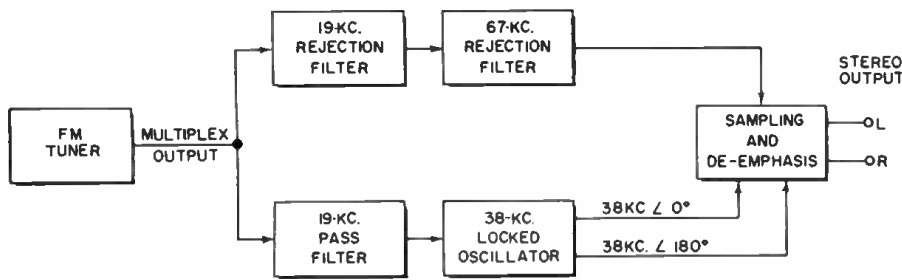 19-KC.
REJECTION
FILTER
67-KC.
REJECTION
FILTER
STEREO
OUTPUT
FM
TUNER
MULTIPLEX
OUTPUT
SAMPLING
AND
DE-EMPHASIS
L
R
19-KC.
PASS
FILTER
38-KC.
LOCKED
OSCILLATOR
38KC ∠ 0°
38KC. ∠ 180°